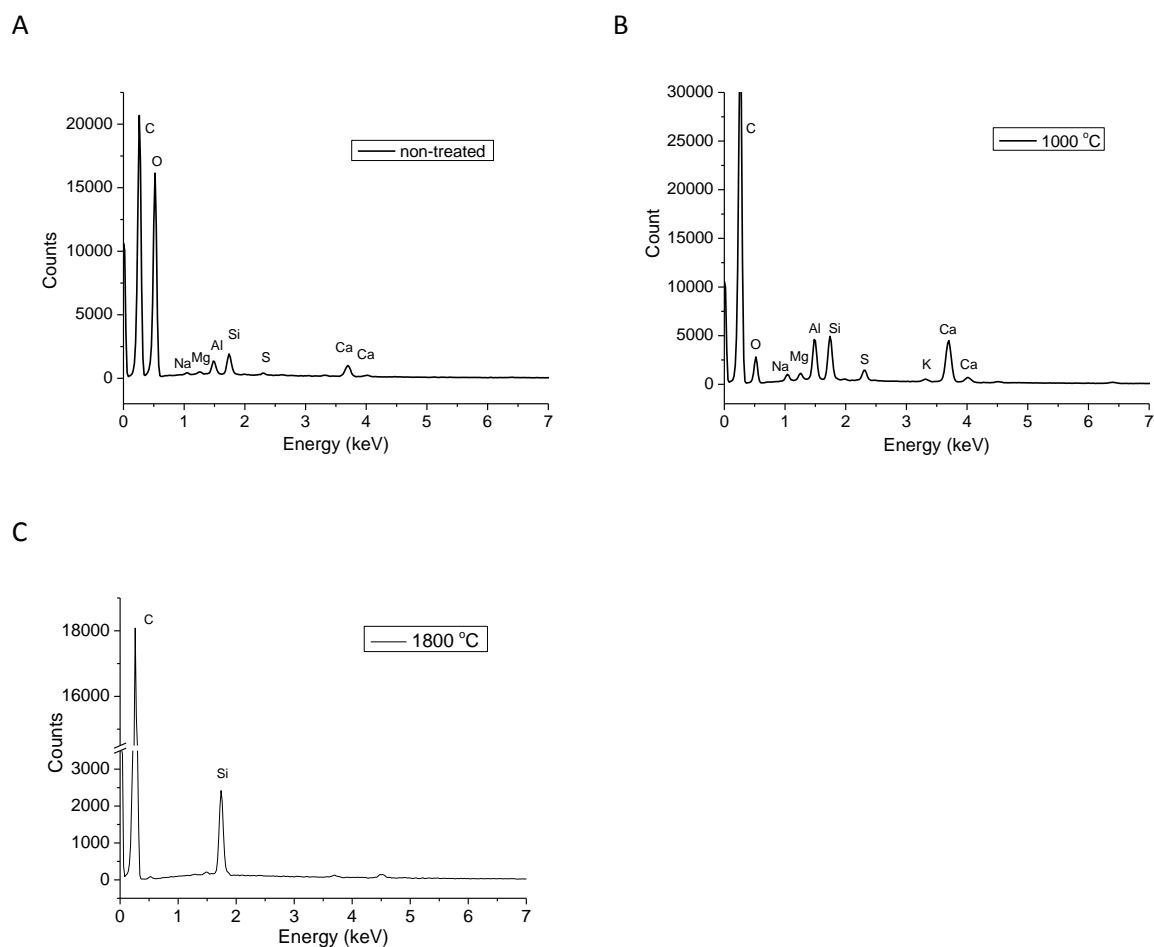 A
B
non-treated
C
O
Na
Mg
Al
Si
S
Ca
Ca
20000
15000
10000
5000
0
Counts
0 1 2 3 4 5 6 7
Energy (keV)
1000 °C
C
O
Na
Mg
Al
Si
S
K
Ca
Ca
30000
25000
20000
15000
10000
5000
0
Count
0 1 2 3 4 5 6 7
Energy (keV)
C
1800 °C
C
Si
18000
16000
3000
2000
1000
0
Counts
0 1 2 3 4 5 6 7
Energy (keV)